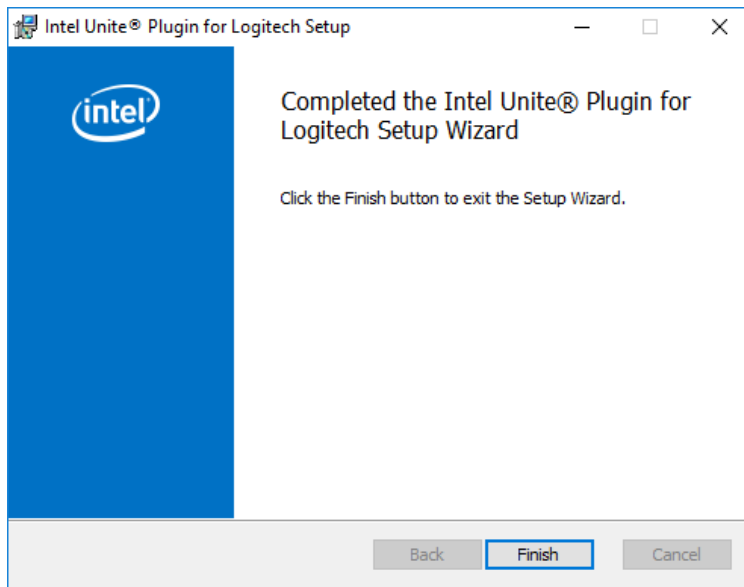 Intel Unite® Plugin for Logitech Setup
intel
Completed the Intel Unite® Plugin for
Logitech Setup Wizard
Click the Finish button to exit the Setup Wizard.
Back Finish Cancel